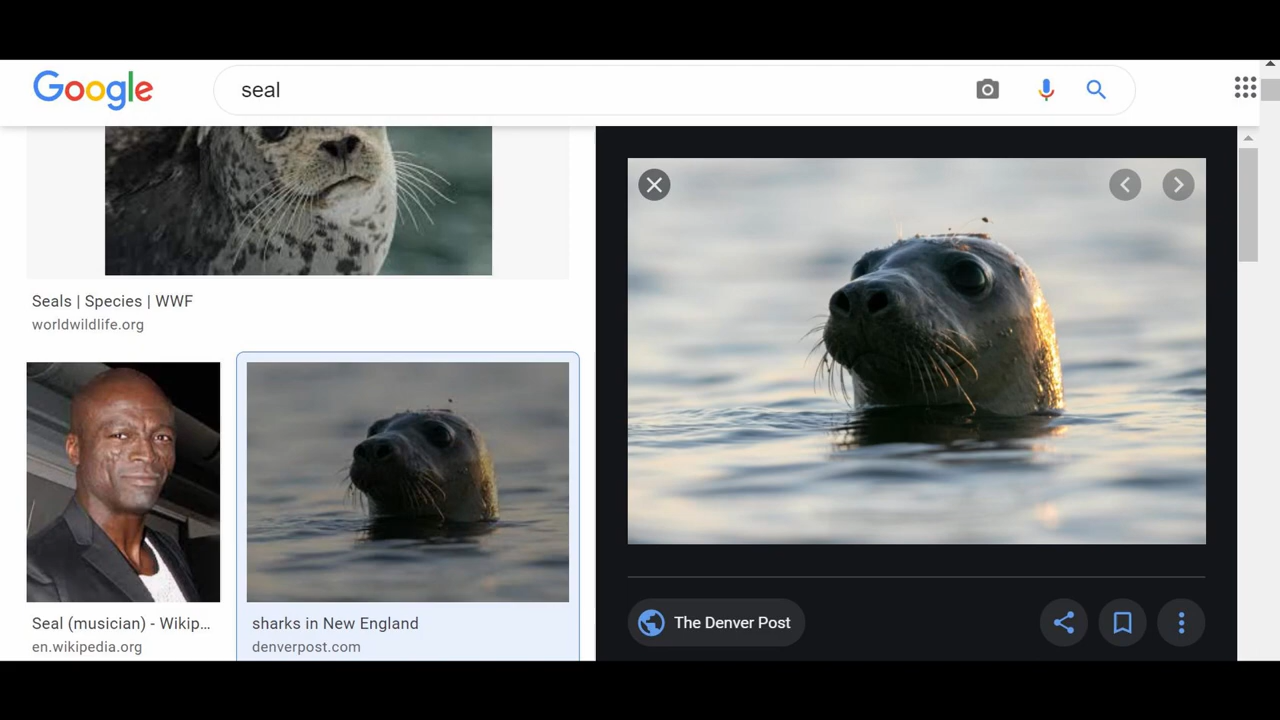 Google
seal
Seals | Species | WWF
worldwildlife.org
Seal (musician) - Wikip...
en.wikipedia.org
sharks in New England
denverpost.com
The Denver Post